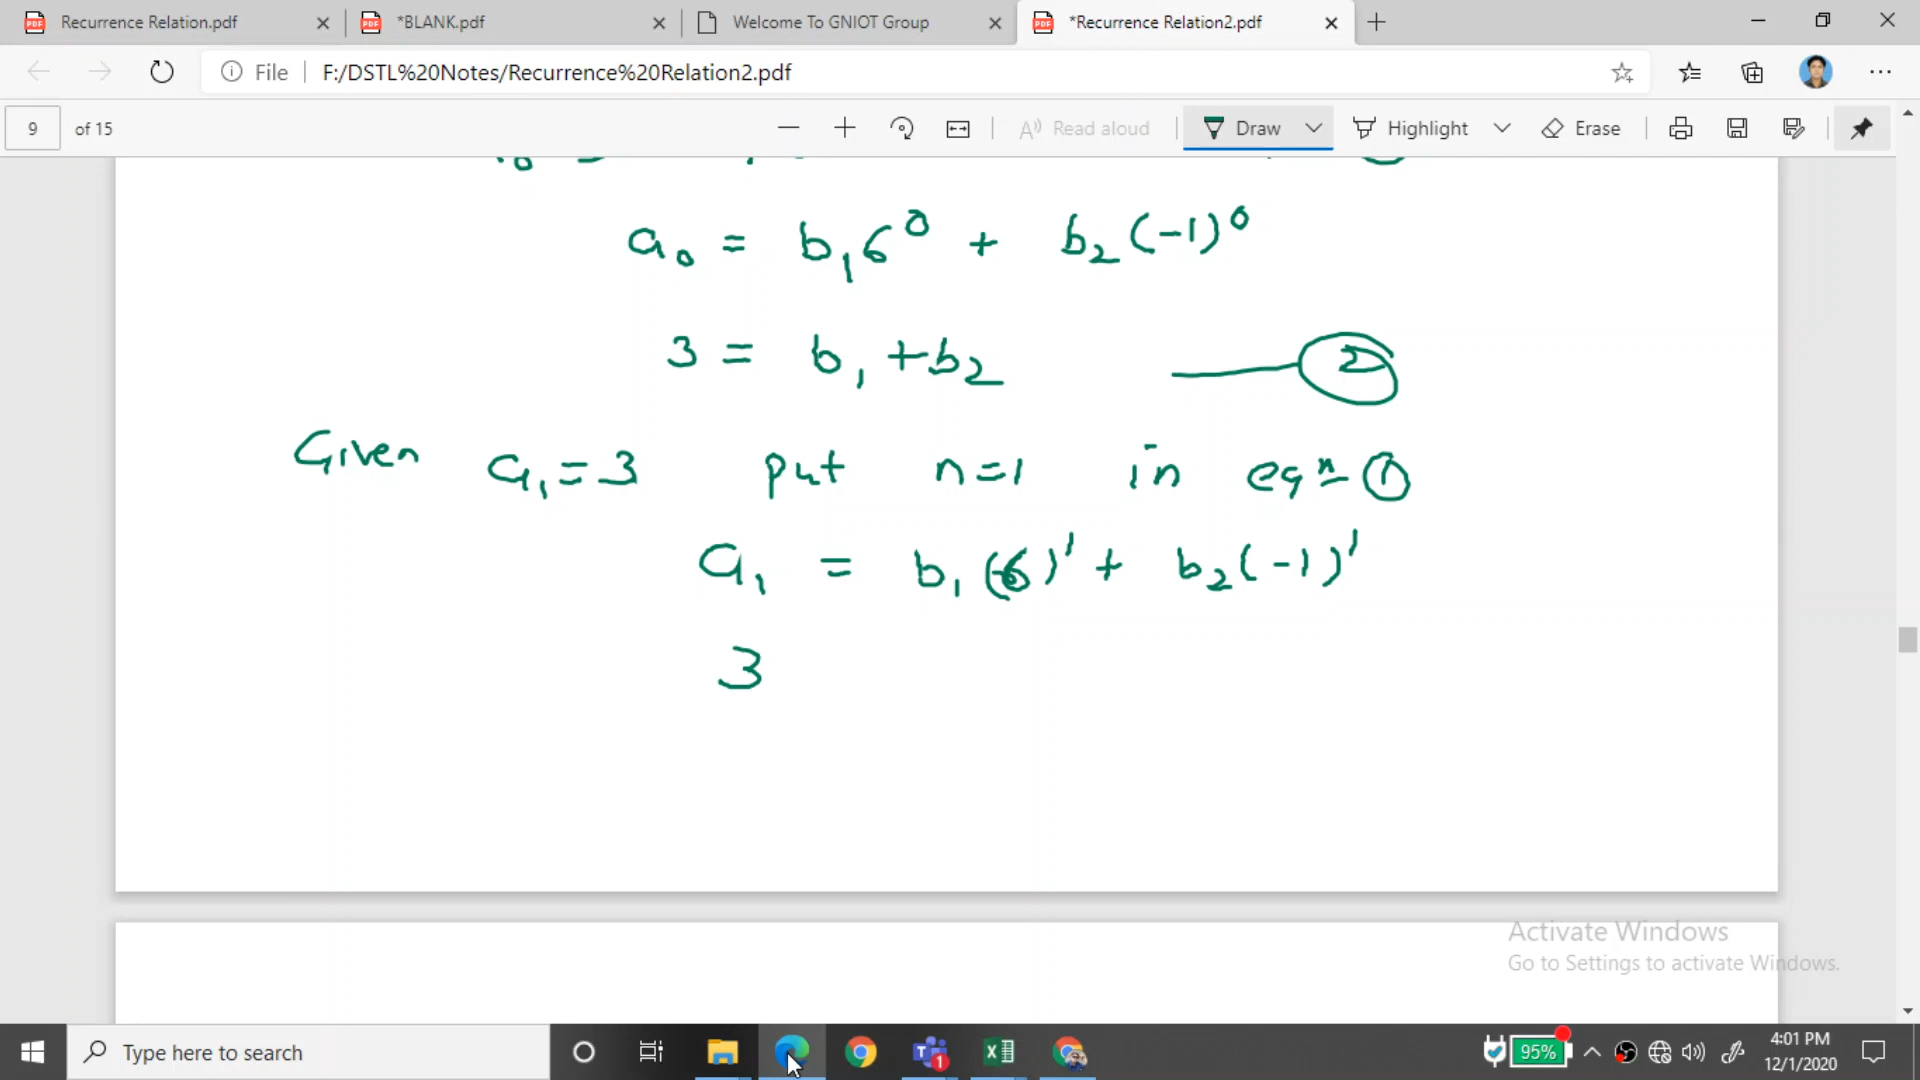 Recurrence Relation.pdf
*BLANK.pdf
Welcome To GNIOT Group
*Recurrence Relation2.pdf
File
F:/DSTL%20Notes/Recurrence%20Relation2.pdf
9 of 15
Read aloud
Draw
Highlight
Erase
a₀ = b₁6⁰ + b₂(-1)⁰
3 = b₁ + b₂ —— ②
Given a₁ = 3 put n = 1 in eqⁿ ①
a₁ = b₁(6)¹ + b₂(-1)¹
3
Activate Windows
Go to Settings to activate Windows.
Type here to search
1
95%
4:01 PM
12/1/2020